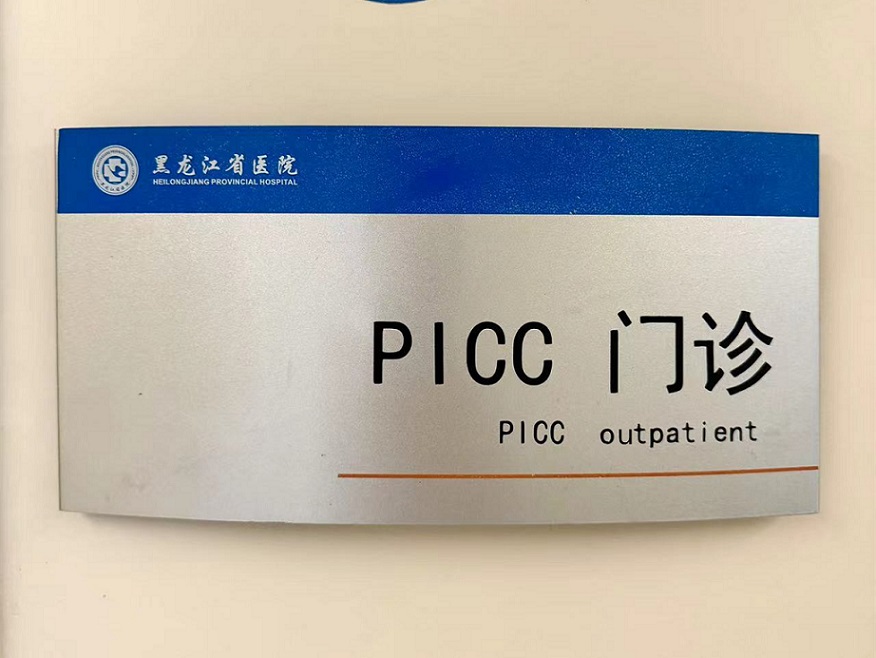 黑龙江省医院
HEILONGJIANG PROVINCIAL HOSPITAL
PICC 门诊
PICC outpatient